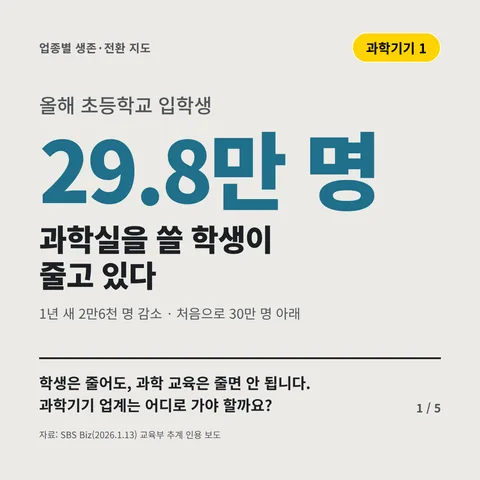 업종별 생존·전환 지도
과학기기 1
올해 초등학교 입학생
29.8만 명
과학실을 쓸 학생이
줄고 있다
1년 새 2만6천 명 감소 · 처음으로 30만 명 아래
학생은 줄어도, 과학 교육은 줄면 안 됩니다.
과학기기 업계는 어디로 가야 할까요?
1 / 5
자료: SBS Biz(2026.1.13) 교육부 추계 인용 보도